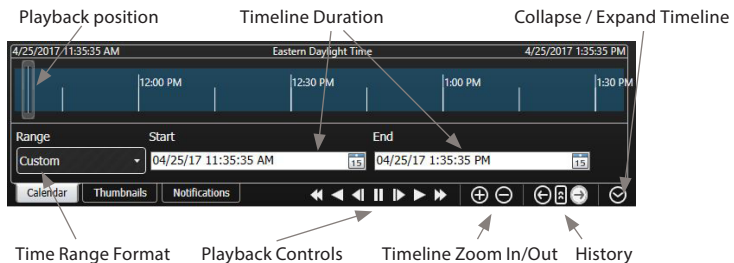 Playback position Timeline Duration Collapse / Expand Timeline
4/25/2017 11:35:35 AM Eastern Daylight Time 4/25/2017 1:35:35 PM
12:00 PM 12:30 PM 1:00 PM 1:30 PM
Range Start End
Custom 04/25/17 11:35:35 AM 15 04/25/17 1:35:35 PM 15
Calendar Thumbnails Notifications
Time Range Format Playback Controls Timeline Zoom In/Out History